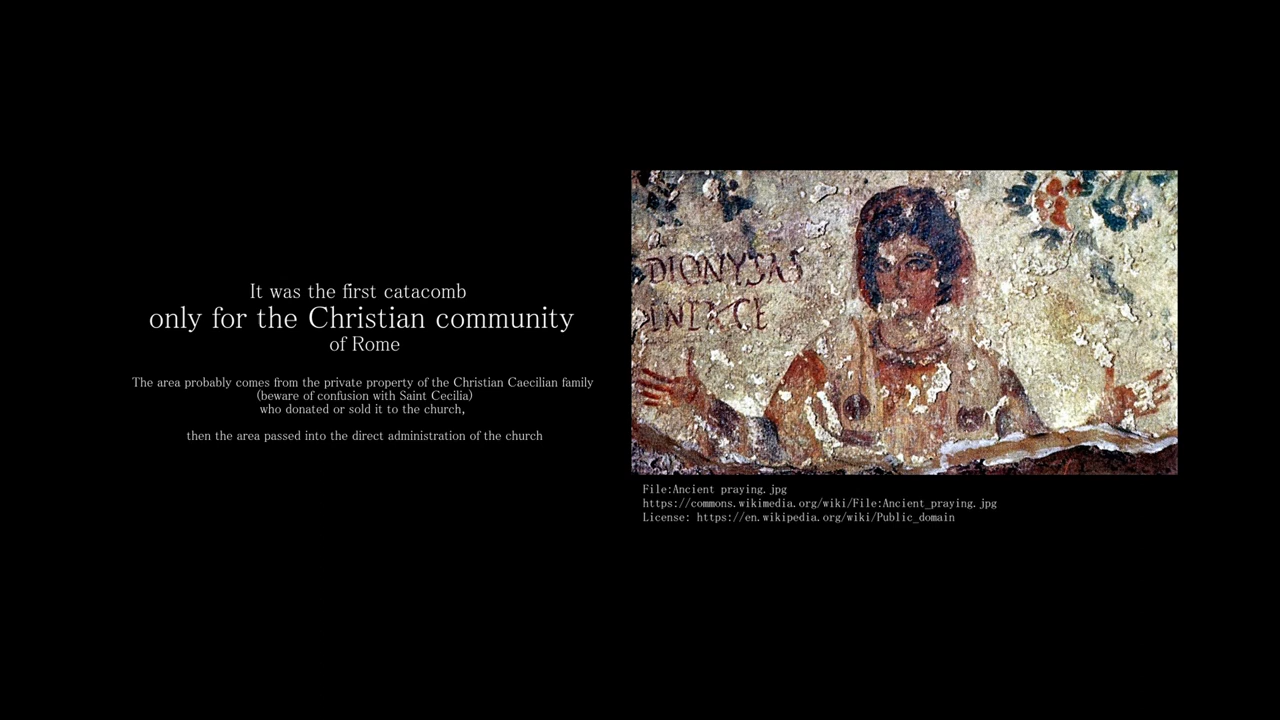 It was the first catacomb
only for the Christian community
of Rome
The area probably comes from the private property of the Christian Caecilian family
(beware of confusion with Saint Cecilia)
who donated or sold it to the church,
then the area passed into the direct administration of the church
DIONYSAS
File:Ancient praying.jpg
https://commons.wikimedia.org/wiki/File:Ancient_praying.jpg
License: https://en.wikipedia.org/wiki/Public_domain